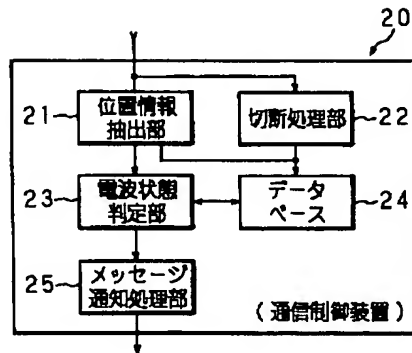 20
21
位置情報
抽出部
切断処理部
22
23
電波状態
判定部
データ
ベース
24
25
メッセージ
通知処理部
(通信制御装置)